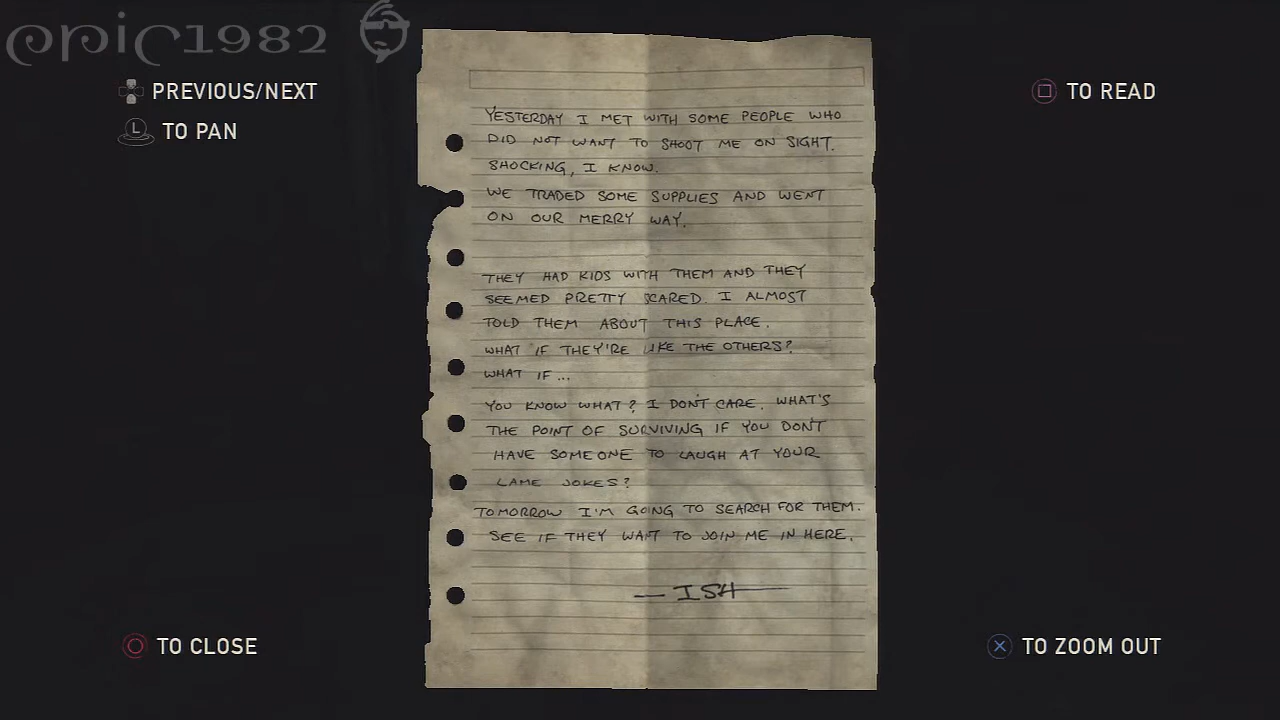 epic1982
PREVIOUS/NEXT
L TO PAN
TO READ
YESTERDAY I MET WITH SOME PEOPLE WHO
DID NOT WANT TO SHOOT ME ON SIGHT.
SHOCKING, I KNOW.
WE TRADED SOME SUPPLIES AND WENT
ON OUR MERRY WAY.
THEY HAD KIDS WITH THEM AND THEY
SEEMED PRETTY SCARED. I ALMOST
TOLD THEM ABOUT THIS PLACE.
WHAT IF THEY'RE LIKE THE OTHERS?
WHAT IF...
YOU KNOW WHAT? I DON'T CARE. WHAT'S
THE POINT OF SURVIVING IF YOU DON'T
HAVE SOMEONE TO LAUGH AT YOUR
LAME JOKES?
TOMORROW I'M GOING TO SEARCH FOR THEM.
SEE IF THEY WANT TO JOIN ME IN HERE.
— ISH —
TO CLOSE
TO ZOOM OUT